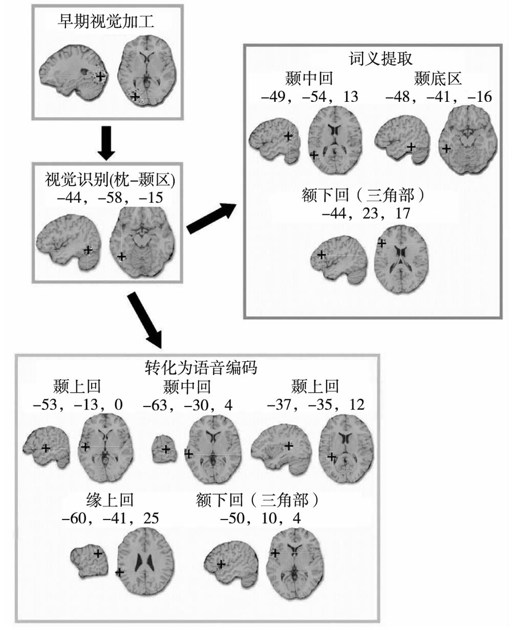 早期视觉加工
视觉识别(枕-颞区)
-44, -58, -15
词义提取
颞中回 颞底区
-49, -54, 13 -48, -41, -16
额下回（三角部）
-44, 23, 17
转化为语音编码
颞上回 颞中回 颞上回
-53, -13, 0 -63, -30, 4 -37, -35, 12
缘上回 额下回（三角部）
-60, -41, 25 -50, 10, 4